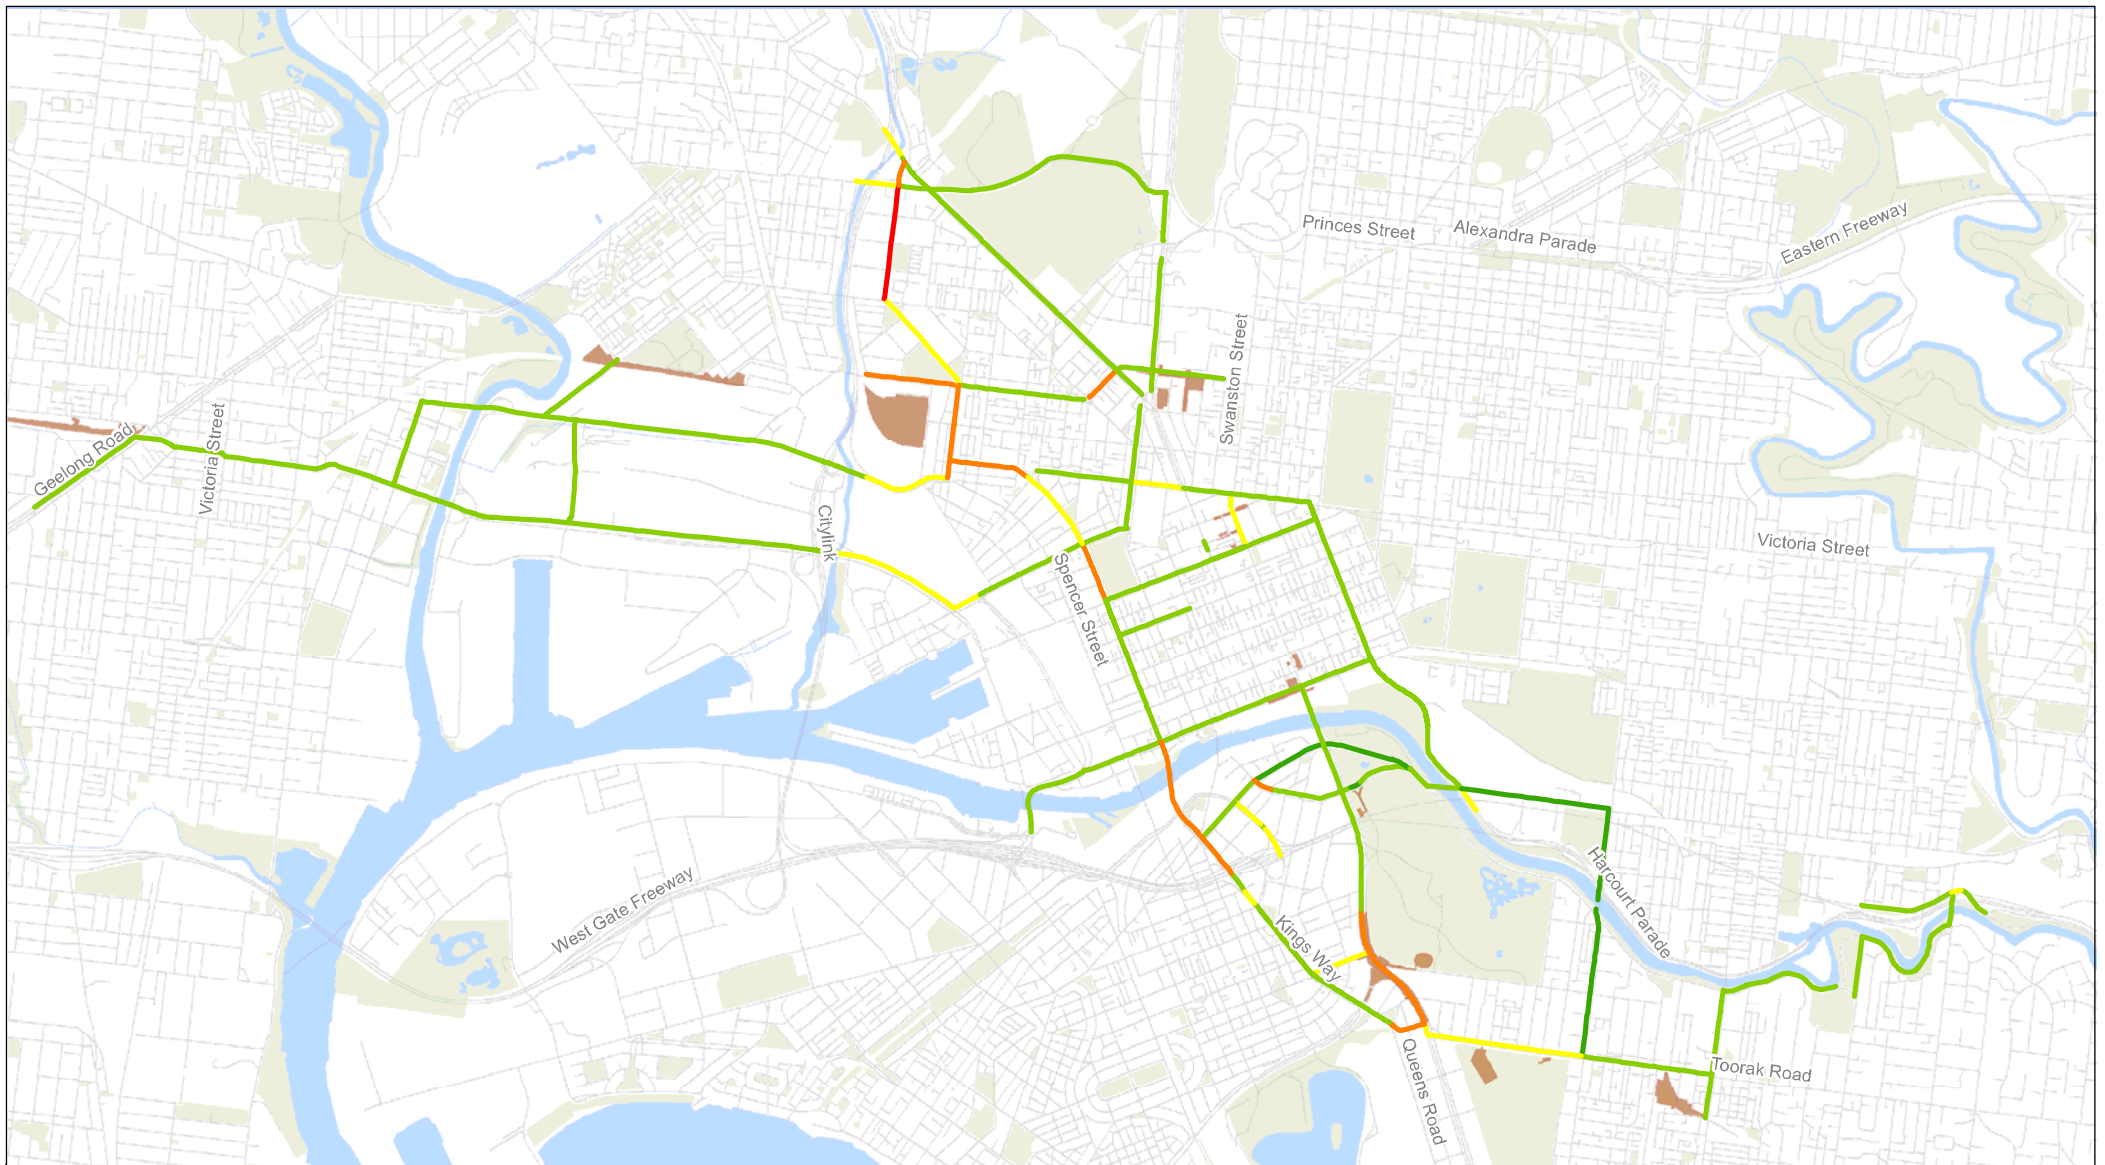 Princes Street
Alexandra Parade
Eastern Freeway
Swanston Street
Geelong Road
Victoria Street
Citylink
Spencer Street
Victoria Street
Harcourt Parade
West Gate Freeway
Kings Way
Queens Road
Toorak Road